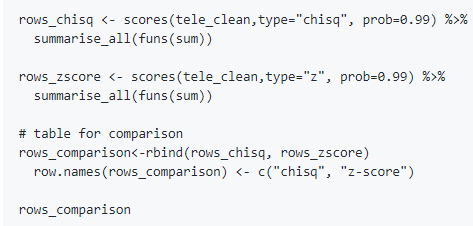 rows_chisq <- scores(tele_clean,type="chisq", prob=0.99) %>%
  summarise_all(funs(sum))

rows_zscore <- scores(tele_clean,type="z", prob=0.99) %>%
  summarise_all(funs(sum))

# table for comparison
rows_comparison<-rbind(rows_chisq, rows_zscore)
  row.names(rows_comparison) <- c("chisq", "z-score")

rows_comparison